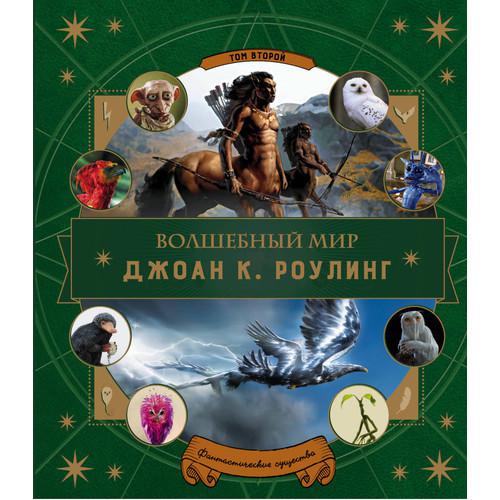 ТОМ ВТОРОЙ
ВОЛШЕБНЫЙ МИР
ДЖОАН К. РОУЛИНГ
Фантастические существа